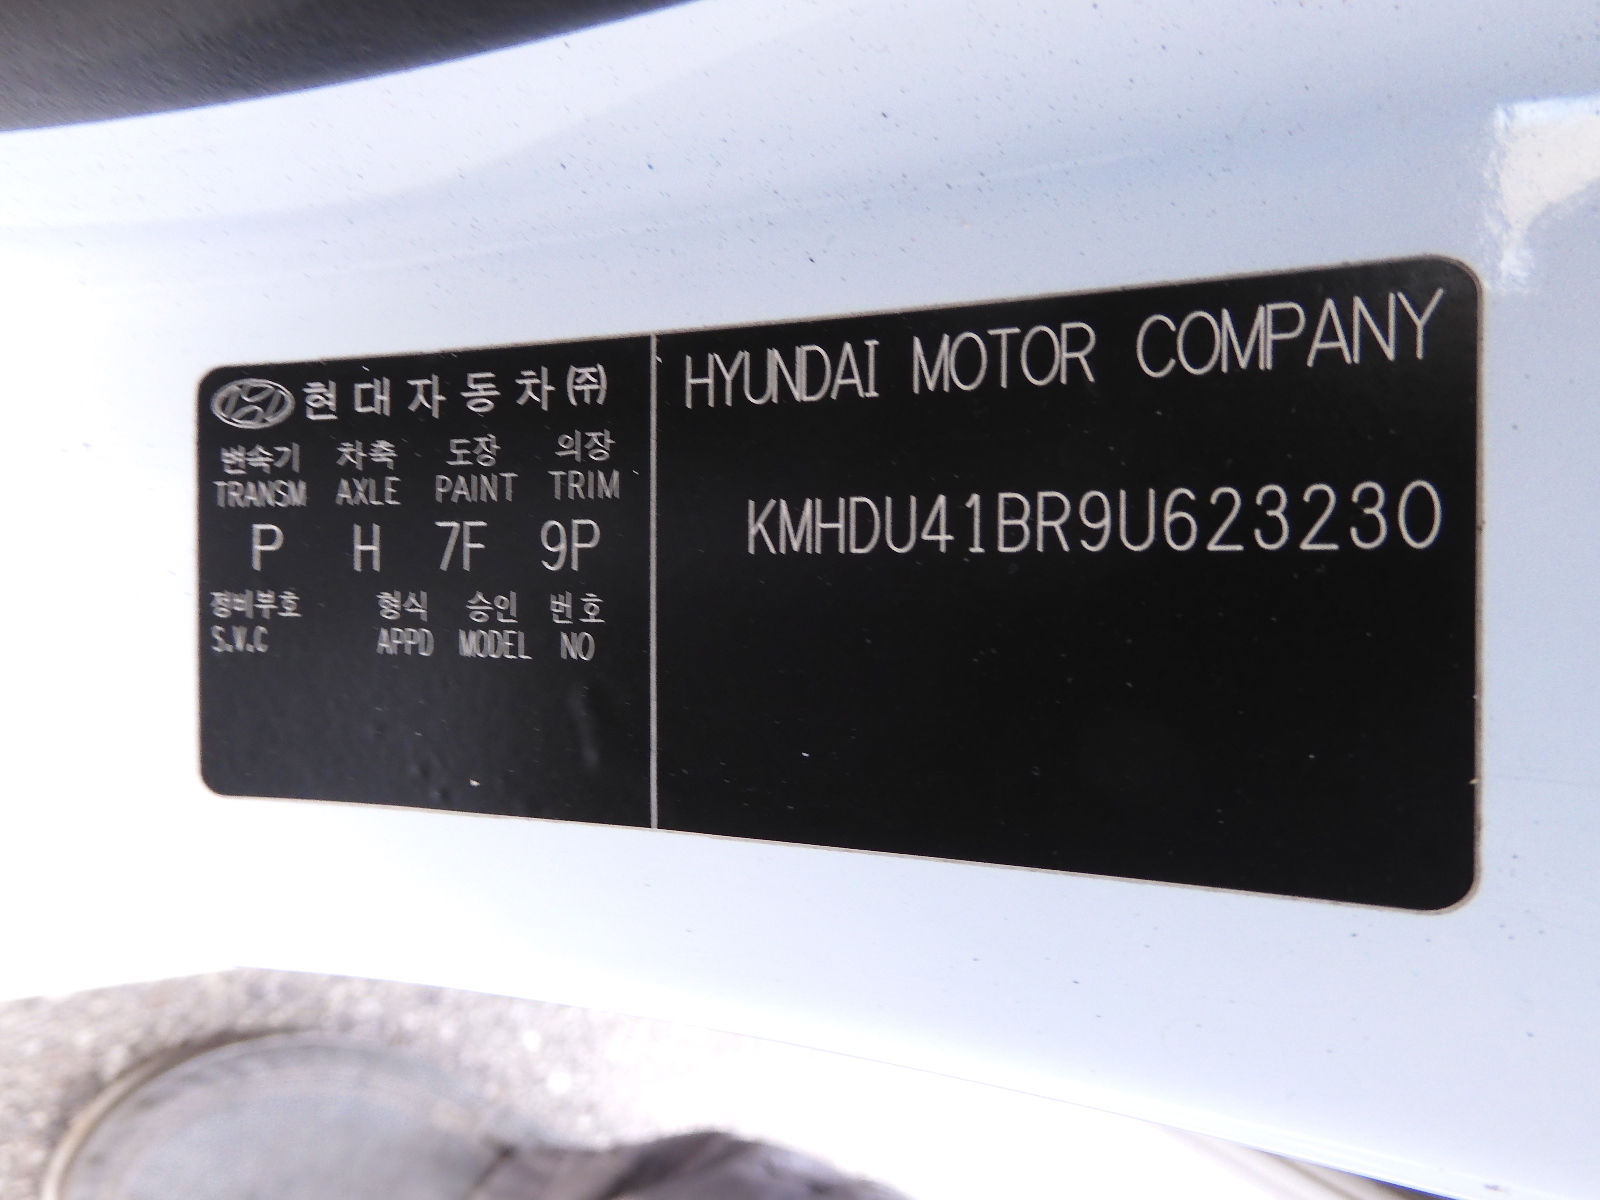 현대자동차(주)
변속기 차축 도장 의장
TRANSM AXLE PAINT TRIM
P H 7F 9P
정비부호 형식 승인 번호
S.V.C APPD MODEL NO
HYUNDAI MOTOR COMPANY
KMHDU41BR9U623230